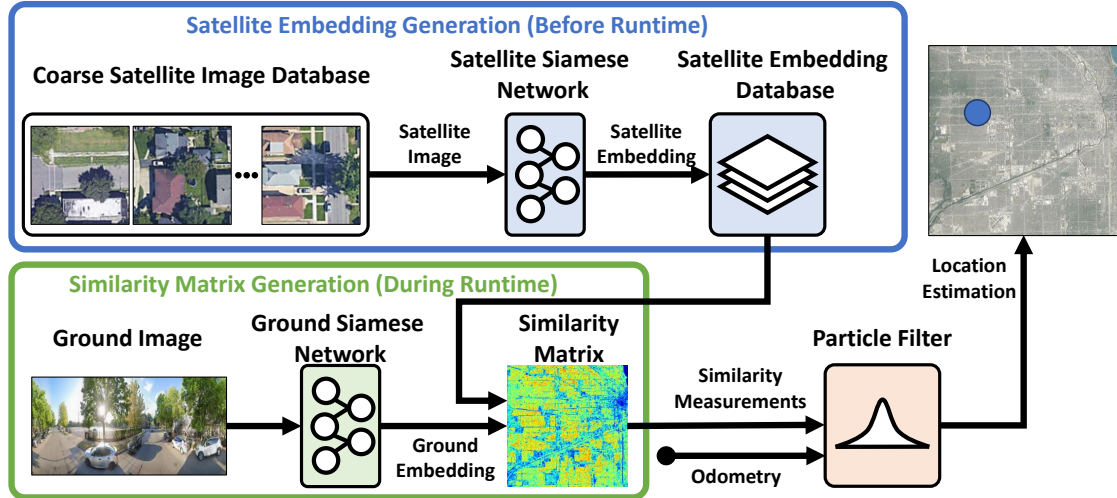 Satellite Embedding Generation (Before Runtime)
Coarse Satellite Image Database
Satellite
Image
Satellite Siamese
Network
Satellite
Embedding
Satellite Embedding
Database
Similarity Matrix Generation (During Runtime)
Ground Image
Ground Siamese
Network
Ground
Embedding
Similarity
Matrix
Similarity
Measurements
Odometry
Particle Filter
Location
Estimation